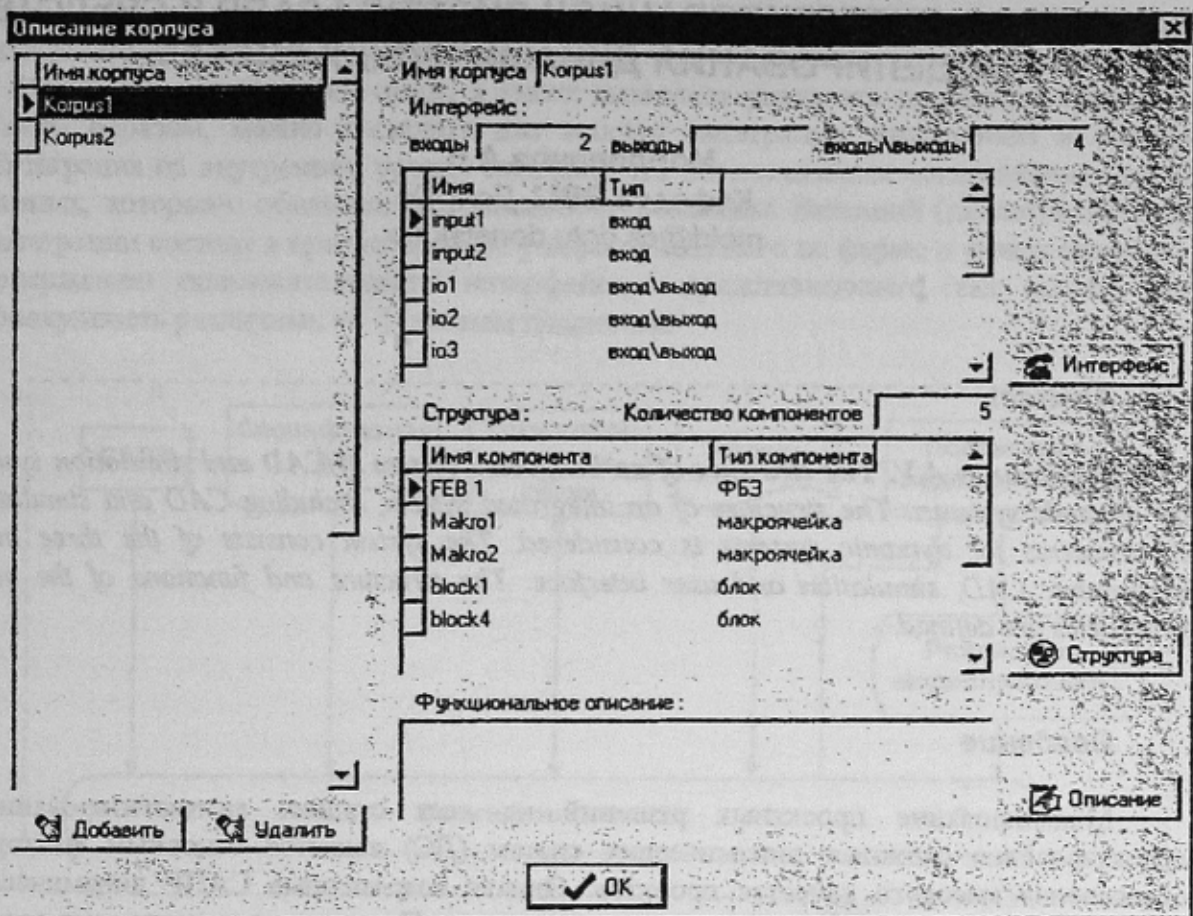 Описание корпуса
Имя корпуса
Korpus1
Korpus2
Добавить
Удалить
Имя корпуса Korpus1
Интерфейс :
входы 2 выходы входы\выходы 4
Имя Тип
input1 вход
input2 вход
io1 вход\выход
io2 вход\выход
io3 вход\выход
Интерфейс
Структура : Количество компонентов 5
Имя компонента Тип компонента
FEB 1 ФБЗ
Makro1 макроячейка
Makro2 макроячейка
block1 блок
block4 блок
Структура
Функциональное описание :
Описание
OK